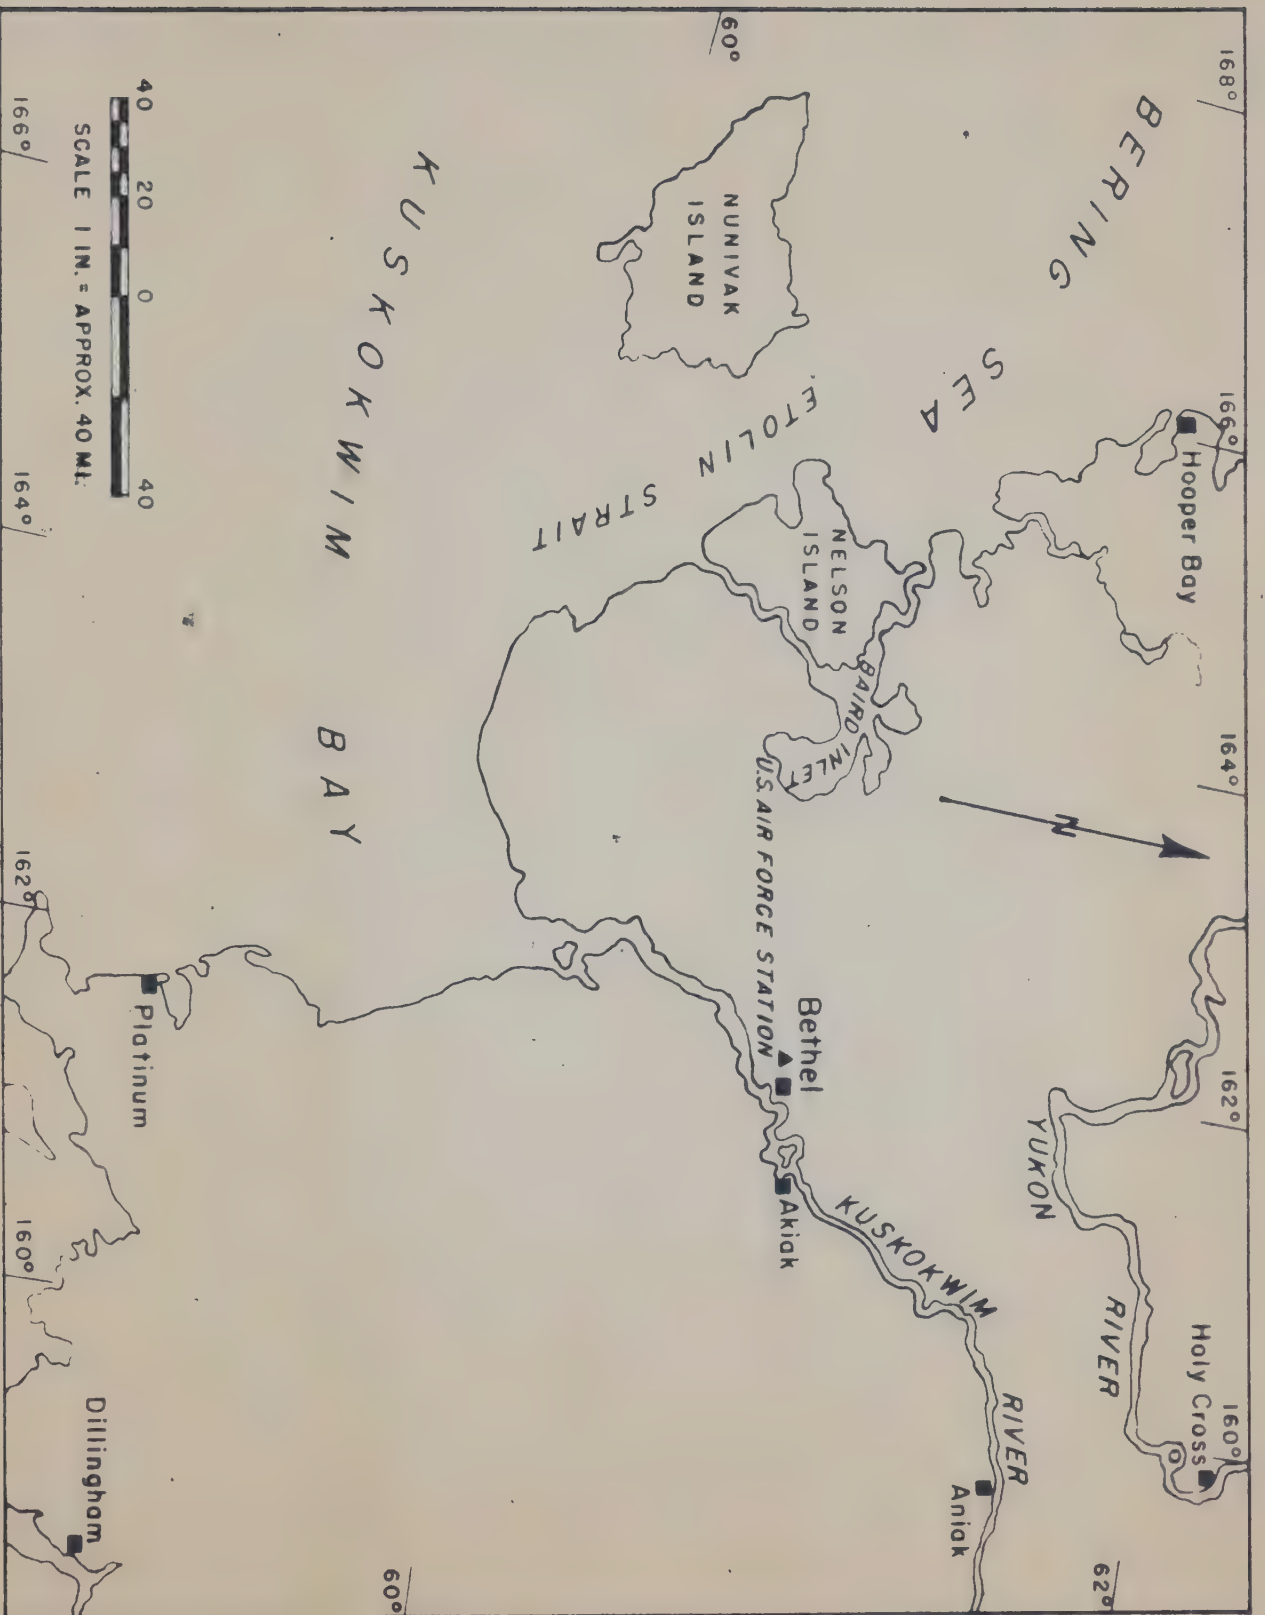 168°
166°
164°
162°
160°
BERING
SEA
Hooper Bay
Holy Cross
62°
60°
NUNIVAK
ISLAND
ETOLIN
STRAIT
NELSON
ISLAND
BAIRD
INLET
N
YUKON
RIVER
KUSKOKWIM
RIVER
Aniak
U.S. AIR FORCE STATION
Bethel
Akiak
KUSKOKWIM
BAY
Platinum
Dillingham
60°
40 20 0 40
SCALE 1 IN. = APPROX. 40 MI.
166°
164°
162°
160°